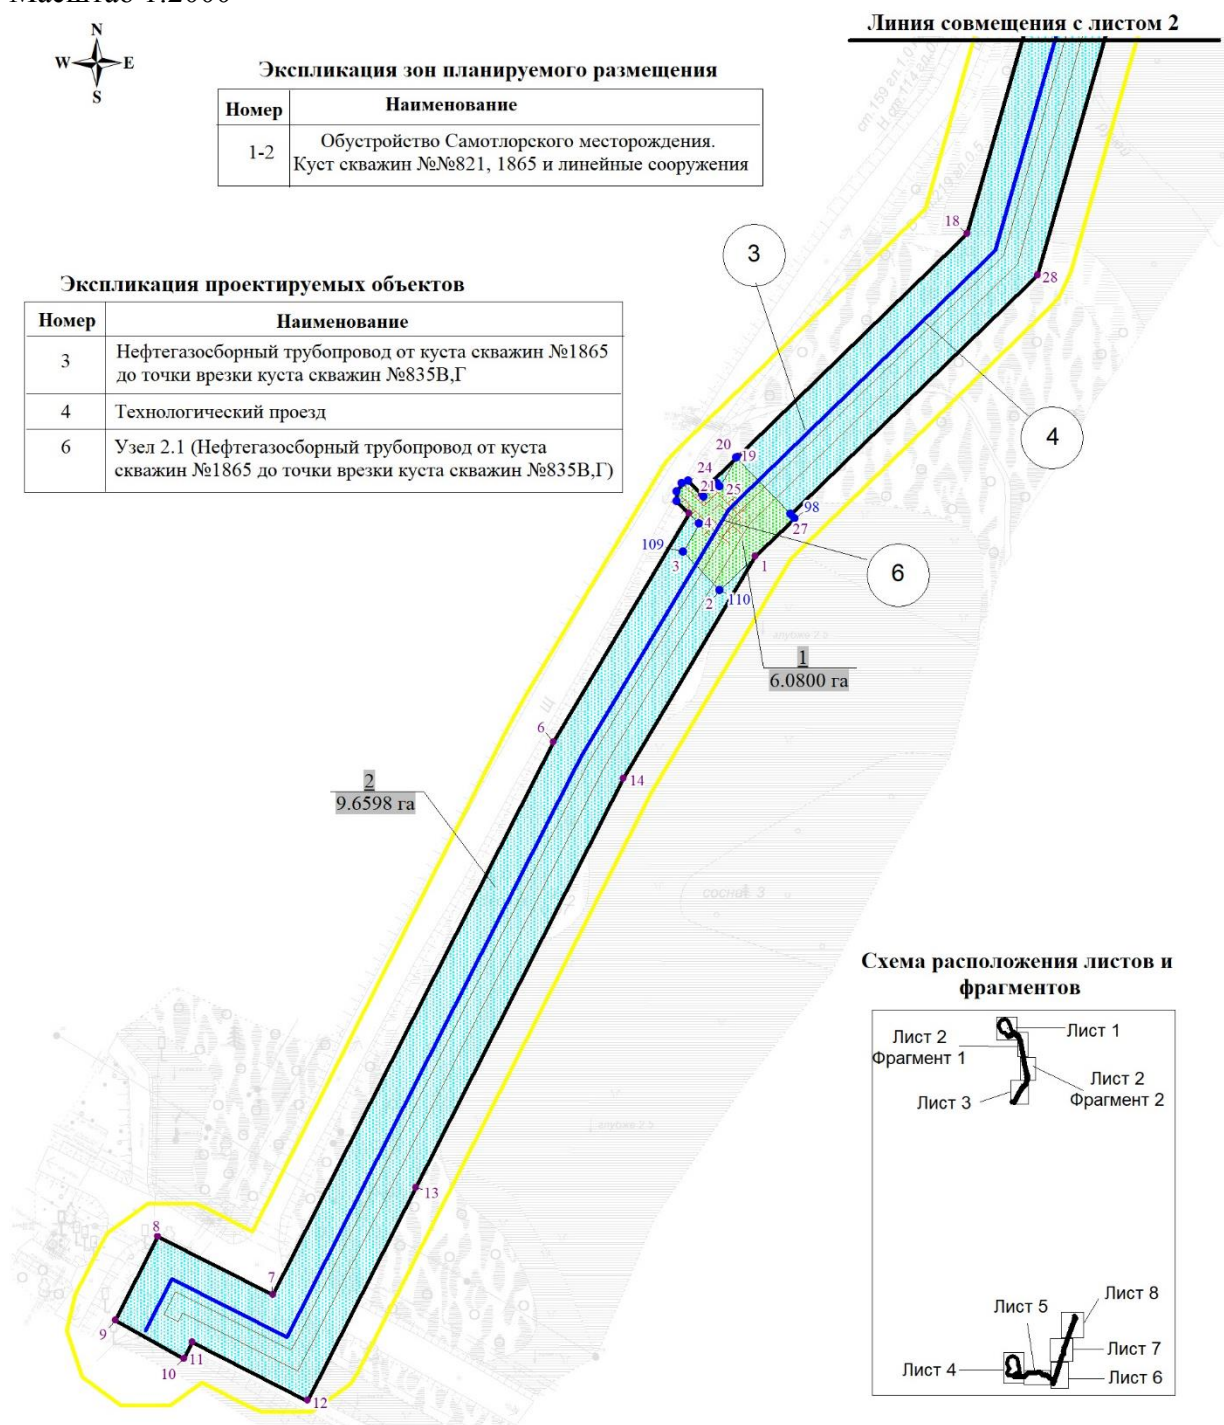 Масштаб 1:2000
Линия совмещения с листом 2
N
W E
S
Экспликация зон планируемого размещения
Номер Наименование
1-2 Обустройство Самотлорского месторождения.
Куст скважин №№821, 1865 и линейные сооружения
Экспликация проектируемых объектов
Номер Наименование
3 Нефтегазосборный трубопровод от куста скважин №1865
до точки врезки куста скважин №835В,Г
4 Технологический проезд
6 Узел 2.1 (Нефтегазосборный трубопровод от куста
скважин №1865 до точки врезки куста скважин №835В,Г)
18
28
3
4
20
19
24
21
25
98
27
4
109
3
1
6
2
110
1
6.0800 га
6
14
2
9.6598 га
13
8
7
9
11
10
12
Схема расположения листов и
фрагментов
Лист 1
Лист 2
Фрагмент 1
Лист 2
Фрагмент 2
Лист 3
Лист 5
Лист 8
Лист 7
Лист 4
Лист 6